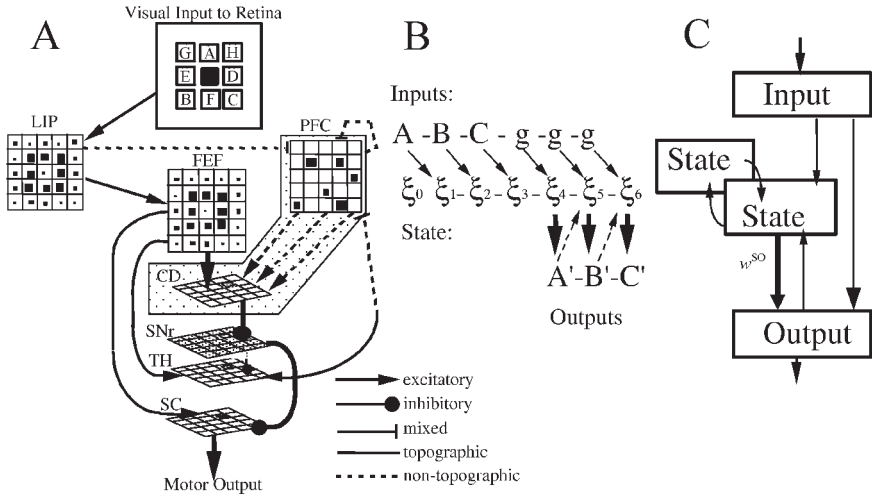 A
Visual Input to Retina
G A H
E D
B F C
LIP
PFC
FEF
CD
SNr
TH
SC
Motor Output
excitatory
inhibitory
mixed
topographic
non-topographic
B
Inputs:
A -B -C - g -g -g
ξ0 ξ1- ξ2- ξ3- ξ4- ξ5- ξ6
State:
A'-B'-C'
Outputs
C
Input
State
State
wSO
Output